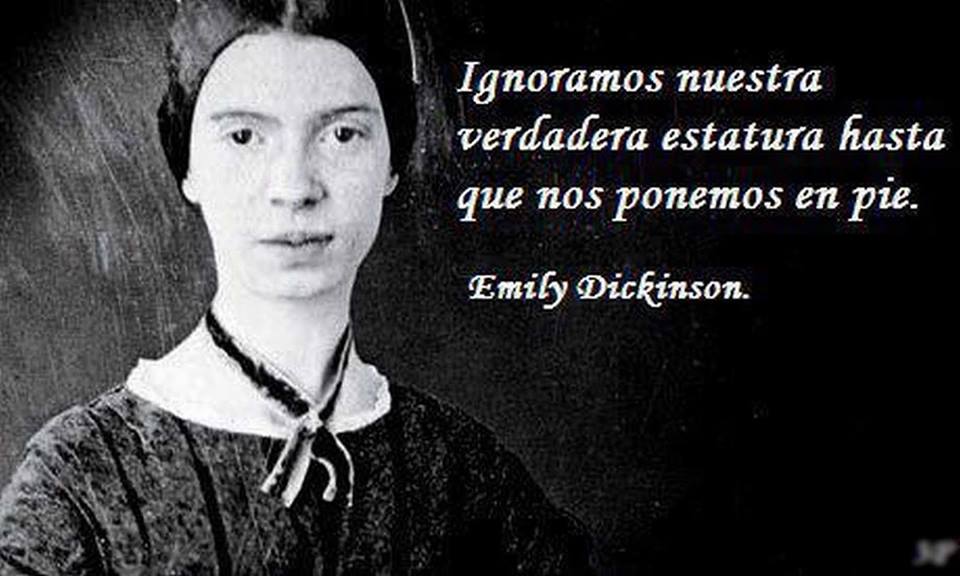 Ignoramos nuestra
verdadera estatura hasta
que nos ponemos en pie.
Emily Dickinson.